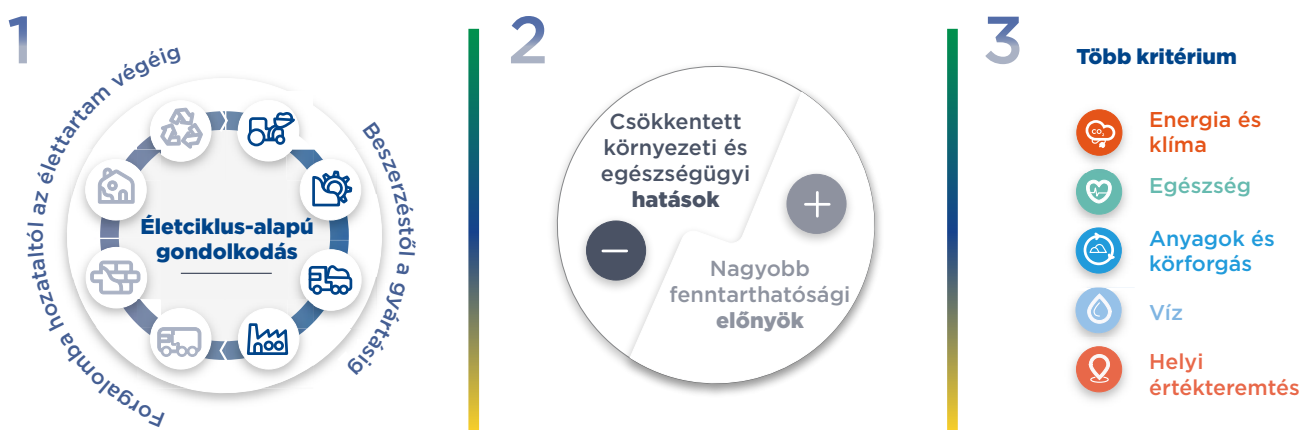 1
Forgalomba hozataltól az élettartam végéig
Beszerzéstől a gyártásig
Életciklus-alapú
gondolkodás
2
Csökkentett
környezeti és
egészségügyi
hatások
Nagyobb
fenntarthatósági
előnyök
3
Több kritérium
CO₂
Energia és
klíma
Egészség
Anyagok és
körforgás
Víz
Helyi
értékteremtés